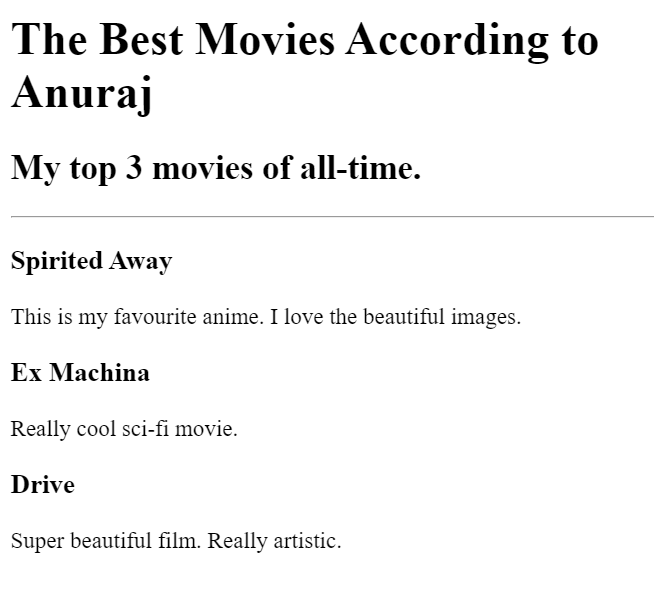 The Best Movies According to
Anuraj
My top 3 movies of all-time.
Spirited Away
This is my favourite anime. I love the beautiful images.
Ex Machina
Really cool sci-fi movie.
Drive
Super beautiful film. Really artistic.